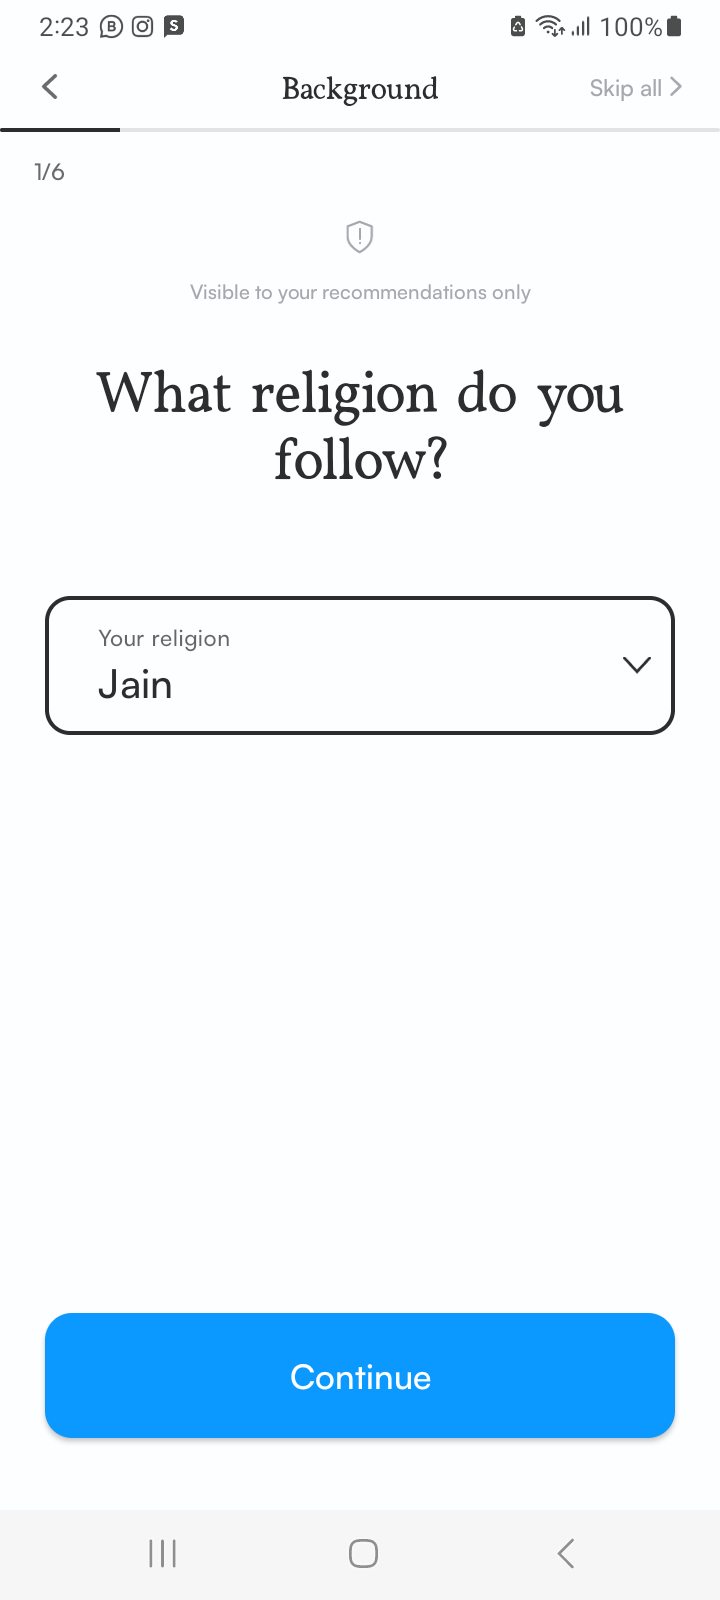 2:23
100%
Background
Skip all
1/6
Visible to your recommendations only
What religion do you
follow?
Your religion
Jain
Continue